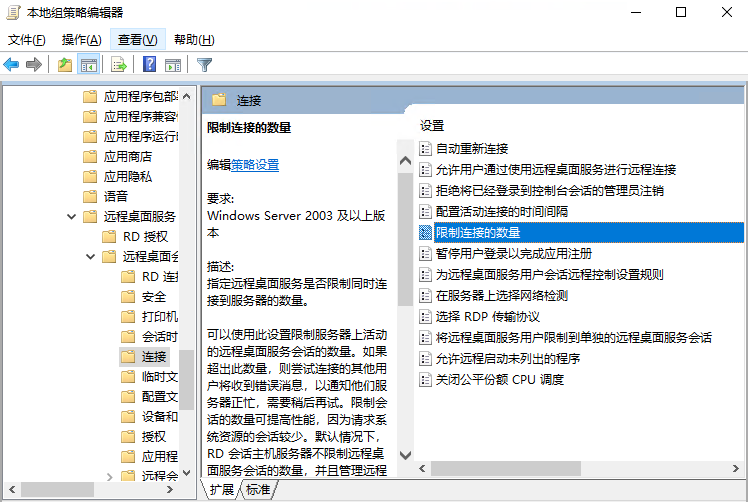 本地组策略编辑器
文件(F) 操作(A) 查看(V) 帮助(H)
应用程序包部
应用程序兼容
应用程序运行
应用商店
应用隐私
语音
远程桌面服务
RD 授权
远程桌面会
RD 连
安全
打印机
会话时
连接
临时文
配置文
设备和
授权
应用程
远程会
连接
限制连接的数量
编辑策略设置
要求:
Windows Server 2003 及以上版
本
描述:
指定远程桌面服务是否限制同时连
接到服务器的数量。
可以使用此设置限制服务器上活动
的远程桌面服务会话的数量。如果
超出此数量，则尝试连接的其他用
户将收到错误消息，以通知他们服
务器正忙，需要稍后再试。限制会
话的数量可提高性能，因为请求系
统资源的会话较少。默认情况下，
RD 会话主机服务器不限制远程桌
面服务会话的数量，并且管理远程
设置
自动重新连接
允许用户通过使用远程桌面服务进行远程连接
拒绝将已经登录到控制台会话的管理员注销
配置活动连接的时间间隔
限制连接的数量
暂停用户登录以完成应用注册
为远程桌面服务用户会话远程控制设置规则
在服务器上选择网络检测
选择 RDP 传输协议
将远程桌面服务用户限制到单独的远程桌面服务会话
允许远程启动未列出的程序
关闭公平份额 CPU 调度
扩展 标准